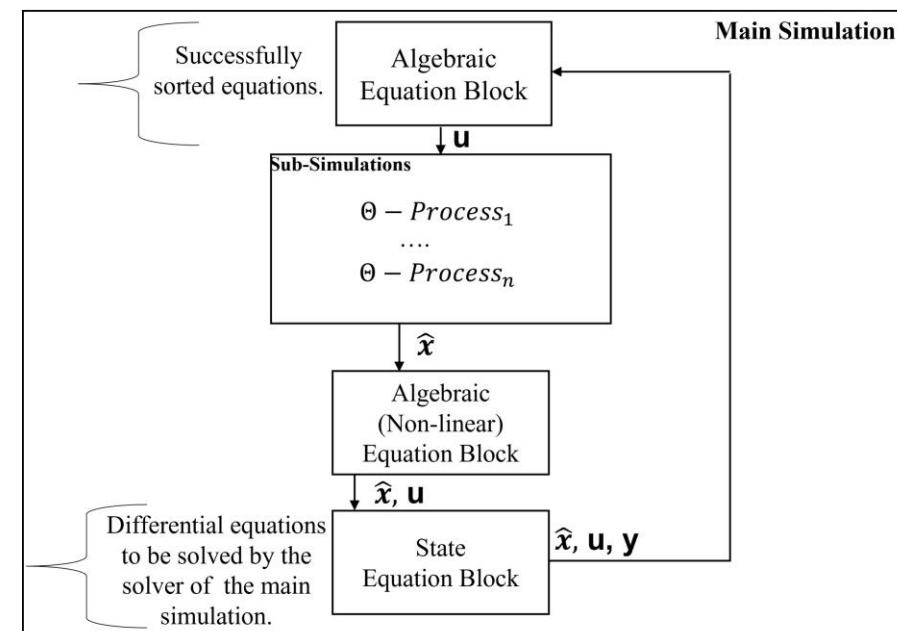 Main Simulation
Successfully
sorted equations.
Algebraic
Equation Block
u
Sub-Simulations
Θ − Process₁
....
Θ − Processₙ
x̂
Algebraic
(Non-linear)
Equation Block
x̂, u
Differential equations
to be solved by the
solver of the main
simulation.
State
Equation Block
x̂, u, y